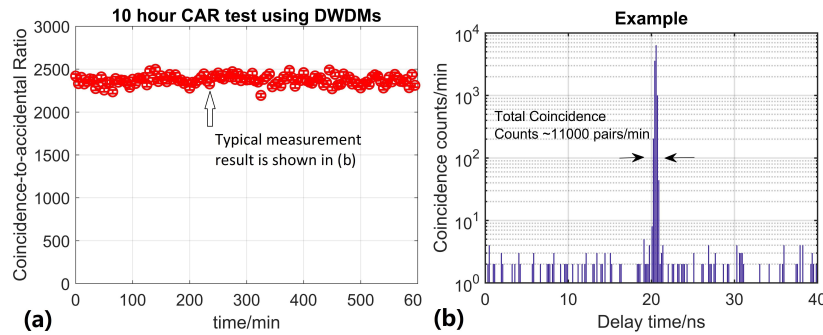 10 hour CAR test using DWDMs
Coincidence-to-accidental Ratio
3500
3000
2500
2000
1500
1000
500
0
Typical measurement
result is shown in (b)
0 100 200 300 400 500 60
time/min
(a)
Example
Coincidence counts/min
10^4
10^3
10^2
10^1
10^0
Total Coincidence
Counts ~11000 pairs/min
0 10 20 30 40
Delay time/ns
(b)